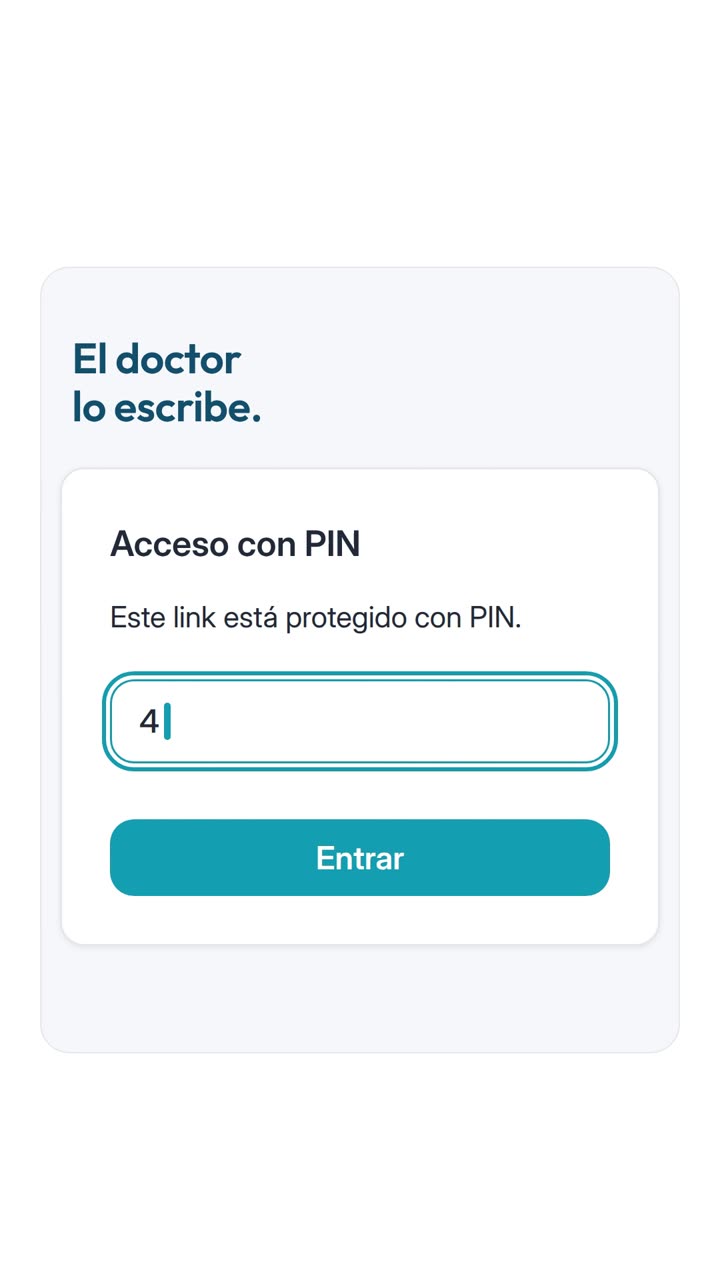 El doctor
lo escribe.
Acceso con PIN
Este link está protegido con PIN.
4
Entrar